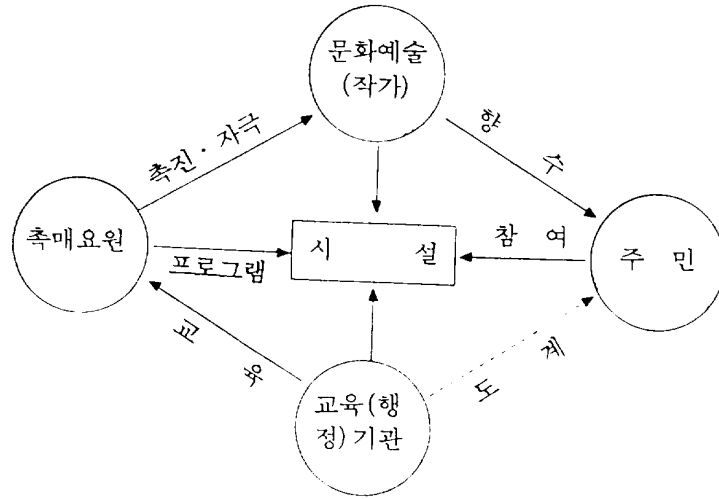 문화예술
(작가)
촉진 · 자극
향 수
촉매요원
시 설
참 여
주 민
프로그램
교 육
도 계
교육(행
정)기관